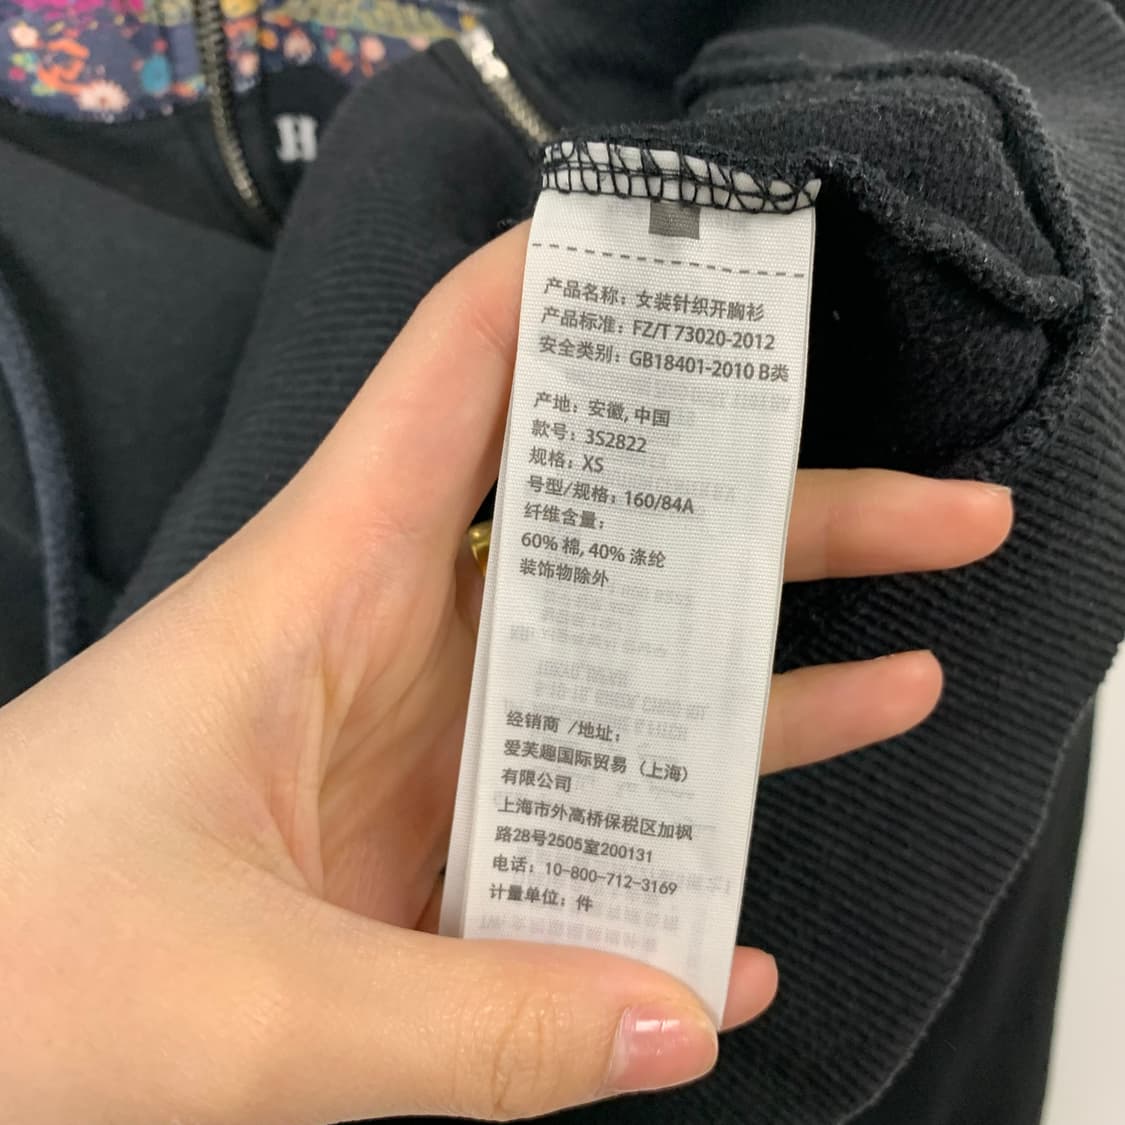 产品名称：女装针织开胸衫
产品标准：FZ/T 73020-2012
安全类别：GB18401-2010 B类
产地：安徽, 中国
款号：3S2822
规格：XS
号型/规格：160/84A
纤维含量：
60% 棉, 40% 涤纶
装饰物除外
经销商 /地址：
爱芙趣国际贸易（上海）
有限公司
上海市外高桥保税区加枫
路28号2505室200131
电话：10-800-712-3169
计量单位：件